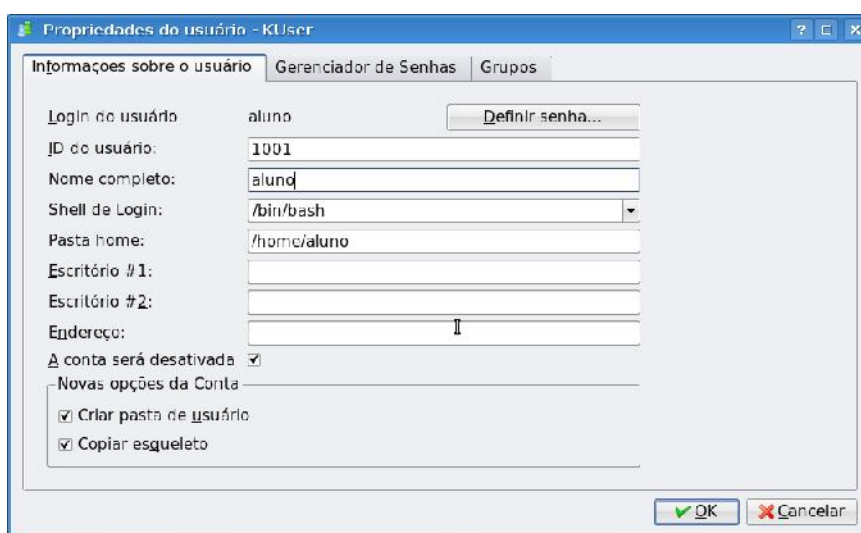 Propriedades do usuário - KUser
Informações sobre o usuário Gerenciador de Senhas Grupos
Login do usuário aluno Definir senha...
ID do usuário: 1001
Nome completo: aluno
Shell de Login: /bin/bash
Pasta home: /home/aluno
Escritório #1:
Escritório #2:
Endereço:
A conta será desativada
Novas opções da Conta
Criar pasta de usuário
Copiar esqueleto
OK Cancelar